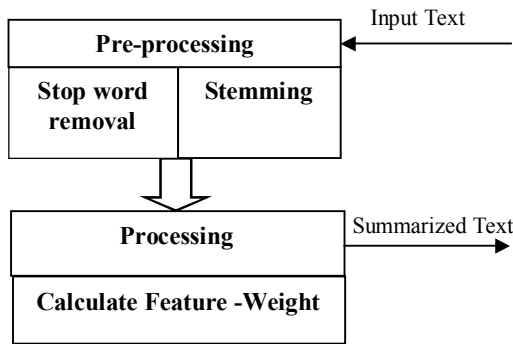 Input Text
Pre-processing
Stop word
removal
Stemming
Processing
Summarized Text
Calculate Feature -Weight